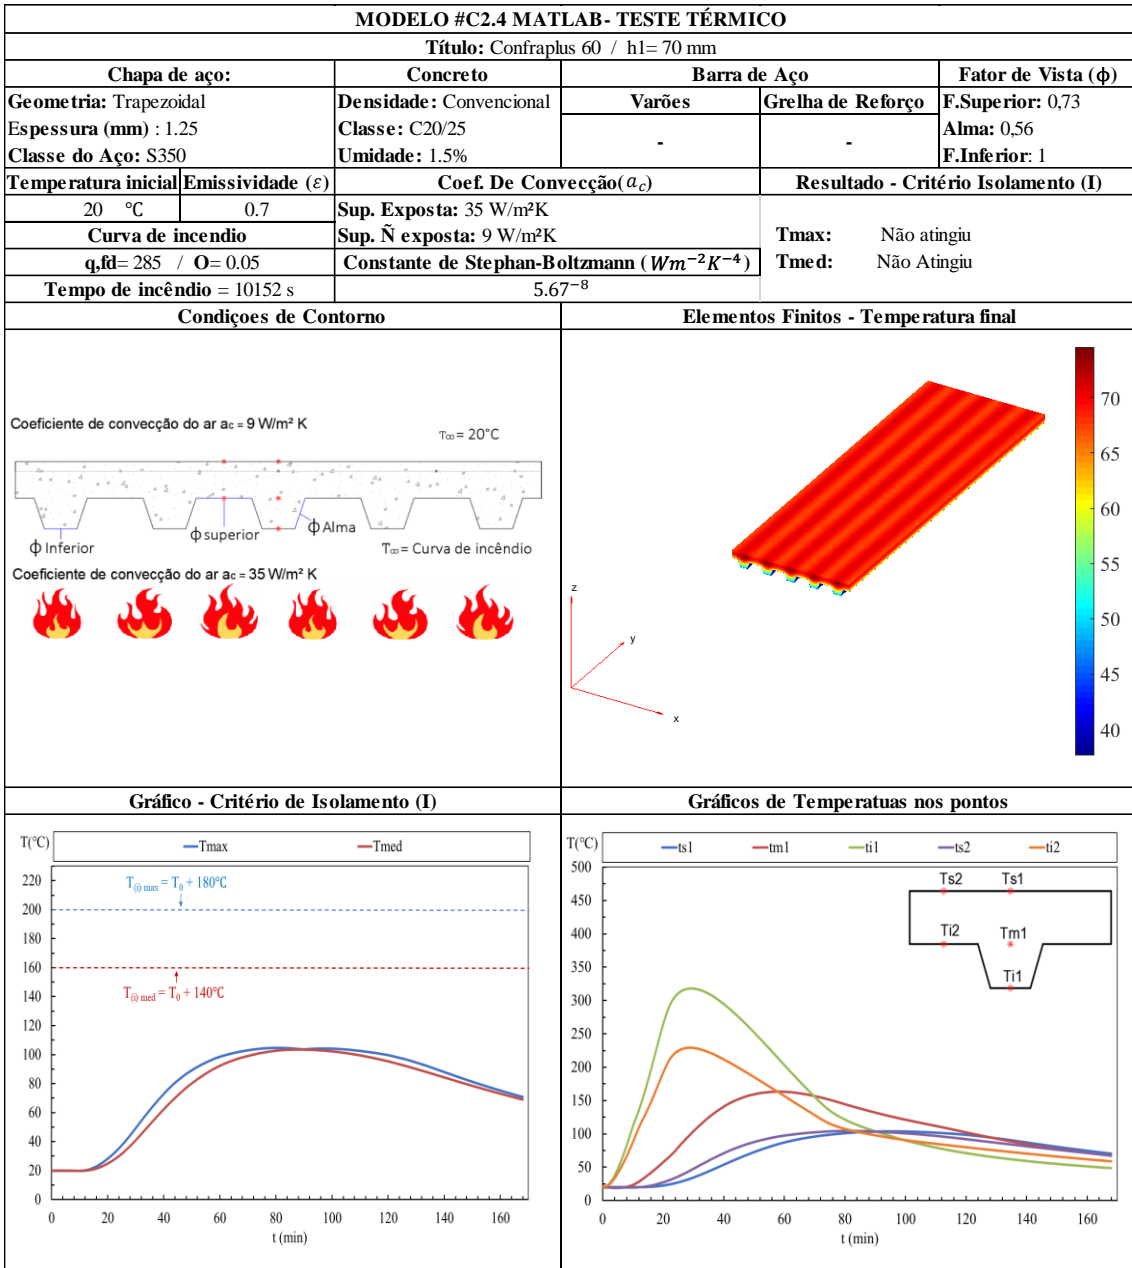 MODELO #C2.4 MATLAB- TESTE TÉRMICO
Título: Confraplus 60 / h1= 70 mm
Chapa de aço:
Concreto
Barra de Aço
Fator de Vista (ϕ)
Geometria: Trapezoidal
Espessura (mm) : 1.25
Classe do Aço: S350
Densidade: Convencional
Classe: C20/25
Umidade: 1.5%
Varões
Grelha de Reforço
-
-
F.Superior: 0,73
Alma: 0,56
F.Inferior: 1
Temperatura inicial
Emissividade (ε)
Coef. De Convecção(a_c)
Resultado - Critério Isolamento (I)
20 °C
0.7
Sup. Exposta: 35 W/m²K
Sup. Ñ exposta: 9 W/m²K
Curva de incendio
q,fd= 285 / O= 0.05
Constante de Stephan-Boltzmann (Wm⁻²K⁻⁴)
Tempo de incêndio = 10152 s
5.67⁻⁸
Tmax: Não atingiu
Tmed: Não Atingiu
Condiçoes de Contorno
Elementos Finitos - Temperatura final
Coeficiente de convecção do ar ac = 9 W/m² K
T∞= 20°C
ϕ Inferior
ϕ superior
ϕ Alma
T∞= Curva de incêndio
Coeficiente de convecção do ar ac = 35 W/m² K
z
y
x
70
65
60
55
50
45
40
Gráfico - Critério de Isolamento (I)
Gráficos de Temperatuas nos pontos
T(°C)
Tmax
Tmed
220
200
180
160
140
120
100
80
60
40
20
0
T(i) max = T0 + 180°C
T(i) med = T0 + 140°C
0 20 40 60 80 100 120 140 160
t (min)
T(°C)
ts1
tm1
ti1
ts2
ti2
500
450
400
350
300
250
200
150
100
50
0
Ts2
Ts1
Ti2
Tm1
Ti1
0 20 40 60 80 100 120 140 160
t (min)